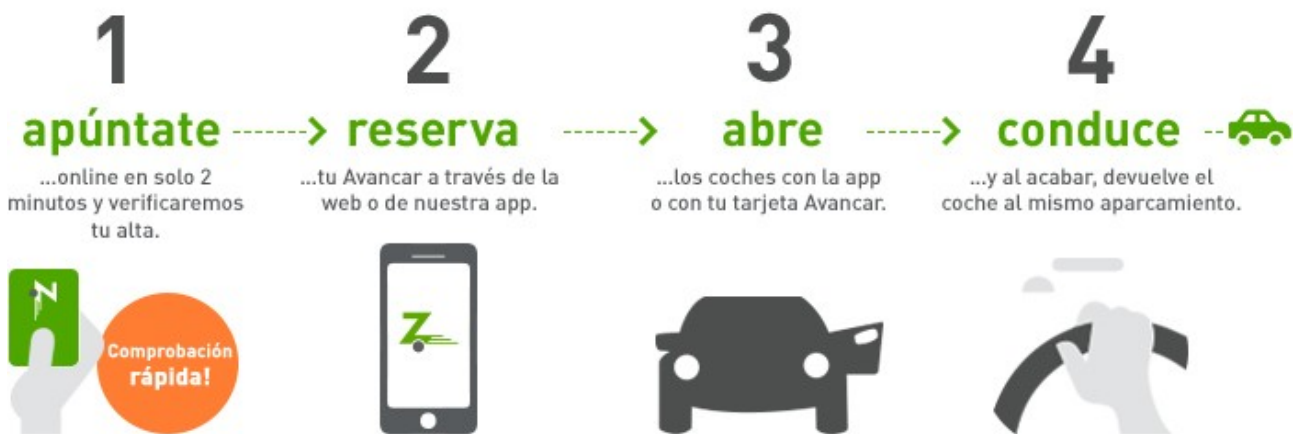 1
apúntate
...online en solo 2
minutos y verificaremos
tu alta.
Comprobación
rápida!
2
reserva
...tu Avancar a través de la
web o de nuestra app.
Z
3
abre
...los coches con la app
o con tu tarjeta Avancar.
4
conduce
...y al acabar, devuelve el
coche al mismo aparcamiento.